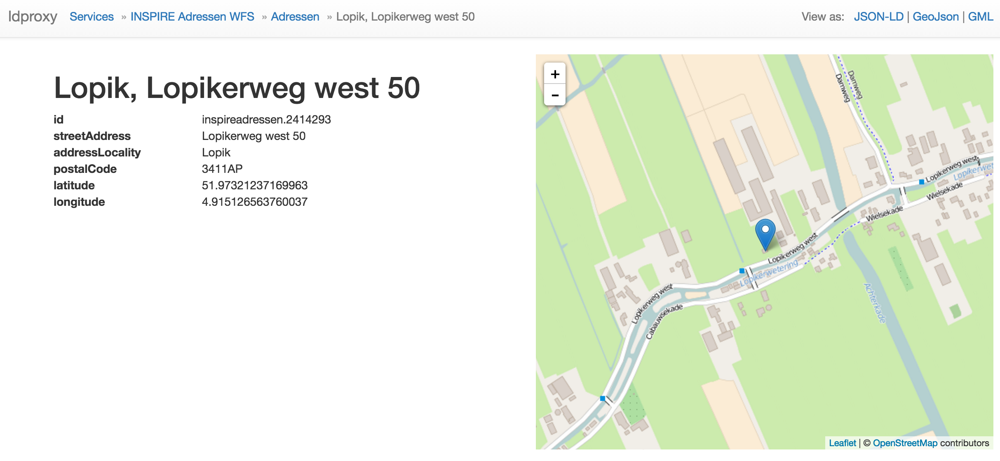 ldproxy Services » INSPIRE Adressen WFS » Adressen » Lopik, Lopikerweg west 50 View as: JSON-LD | GeoJson | GML
Lopik, Lopikerweg west 50
id inspireadressen.2414293
streetAddress Lopikerweg west 50
addressLocality Lopik
postalCode 3411AP
latitude 51.97321237169963
longitude 4.915126563760037
+
−
Damweg
Damweg
Lopikerweg west
Lopikerwet
Wielsekade
Wielsekade
Lopikerweg west
Lopikerwetering
Lopikerweg west
Cabauwsekade
Achterkade
Leaflet | © OpenStreetMap contributors